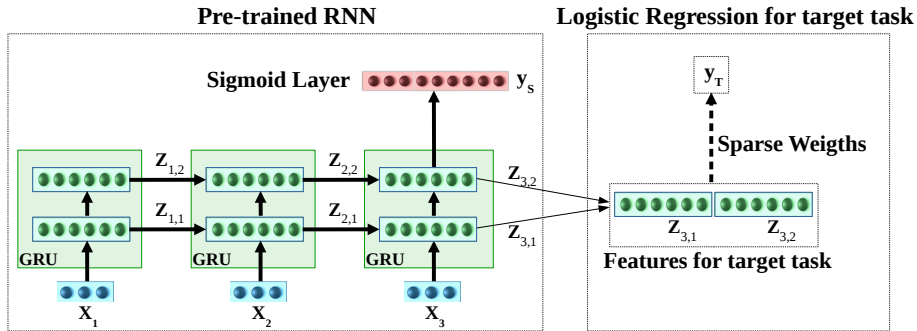 Pre-trained RNN
Logistic Regression for target task
Sigmoid Layer
y_S
y_T
Sparse Weigths
Z_1,2
Z_2,2
Z_3,2
Z_1,1
Z_2,1
Z_3,1
Z_3,1 Z_3,2
GRU GRU GRU
Features for target task
X_1 X_2 X_3